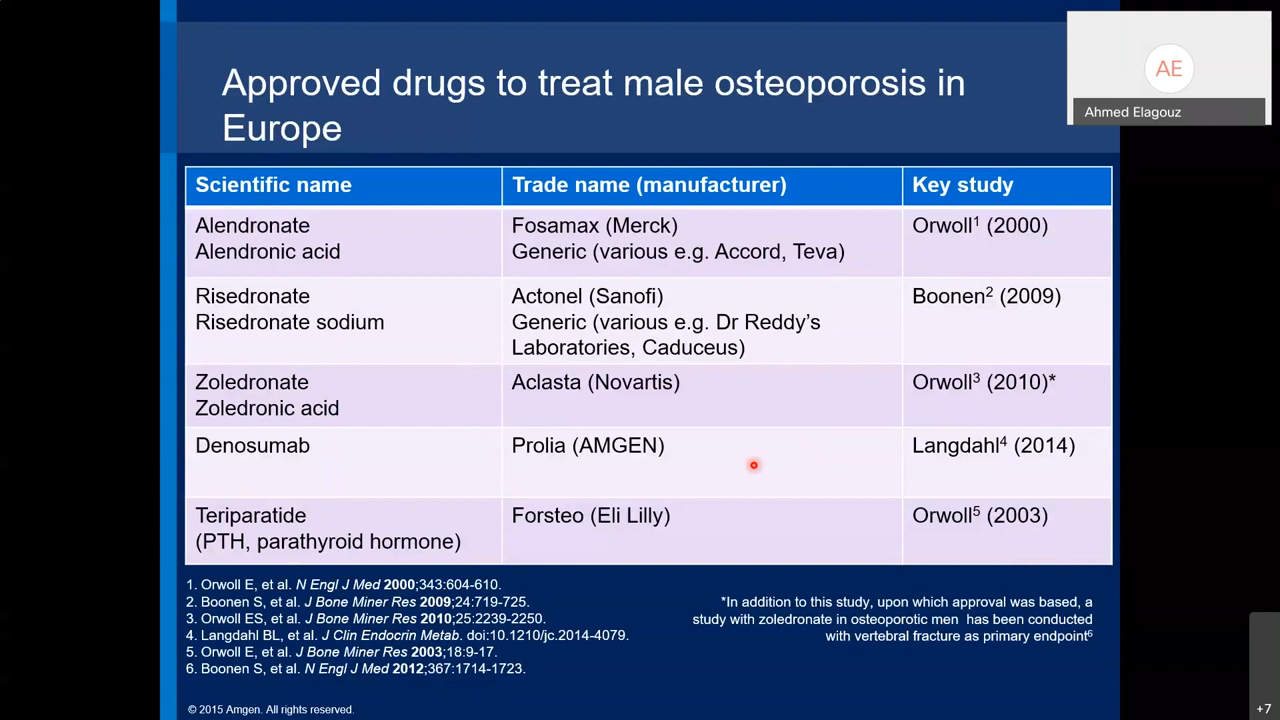 Approved drugs to treat male osteoporosis in
Europe
AE
Ahmed Elagouz
Scientific name
Trade name (manufacturer)
Key study
Alendronate
Alendronic acid
Fosamax (Merck)
Generic (various e.g. Accord, Teva)
Orwoll¹ (2000)
Risedronate
Risedronate sodium
Actonel (Sanofi)
Generic (various e.g. Dr Reddy’s
Laboratories, Caduceus)
Boonen² (2009)
Zoledronate
Zoledronic acid
Aclasta (Novartis)
Orwoll³ (2010)*
Denosumab
Prolia (AMGEN)
Langdahl⁴ (2014)
Teriparatide
(PTH, parathyroid hormone)
Forsteo (Eli Lilly)
Orwoll⁵ (2003)
1. Orwoll E, et al. N Engl J Med 2000;343:604-610.
2. Boonen S, et al. J Bone Miner Res 2009;24:719-725.
3. Orwoll ES, et al. J Bone Miner Res 2010;25:2239-2250.
4. Langdahl BL, et al. J Clin Endocrin Metab. doi:10.1210/jc.2014-4079.
5. Orwoll E, et al. J Bone Miner Res 2003;18:9-17.
6. Boonen S, et al. N Engl J Med 2012;367:1714-1723.
*In addition to this study, upon which approval was based, a
study with zoledronate in osteoporotic men has been conducted
with vertebral fracture as primary endpoint⁶
© 2015 Amgen. All rights reserved.
+7